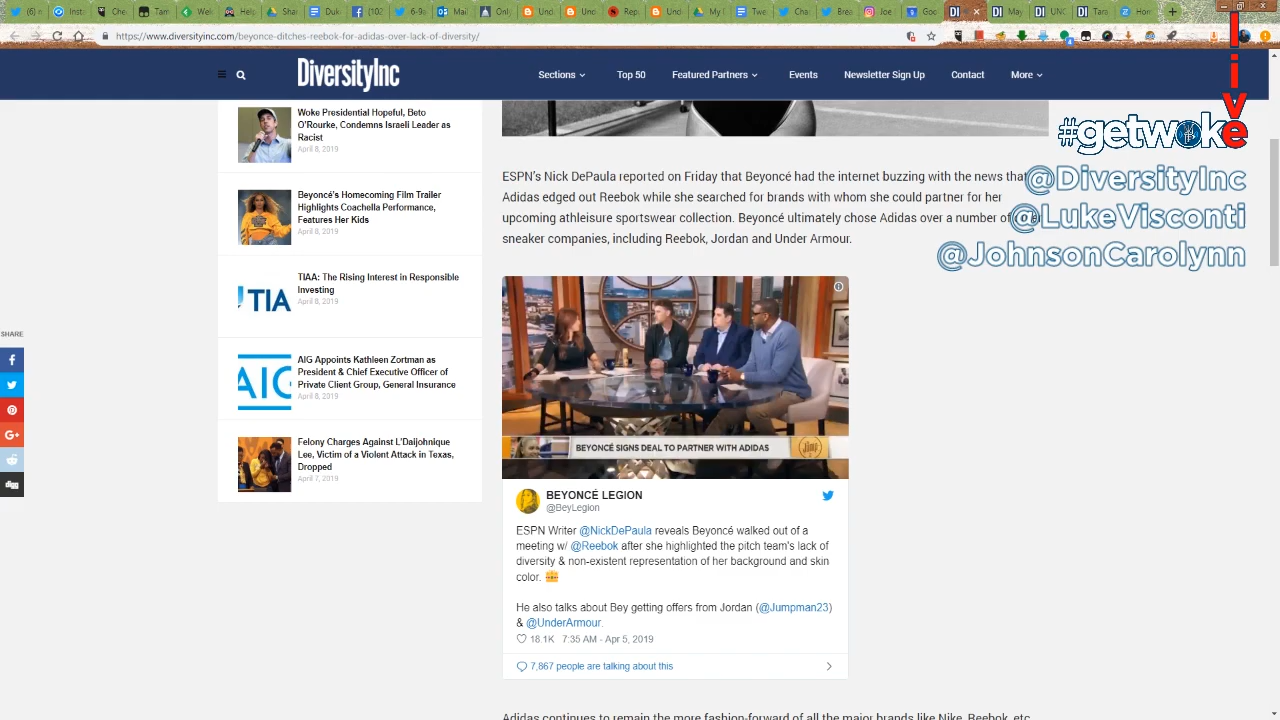 https://www.diversityinc.com/beyonce-ditches-reebok-for-adidas-over-lack-of-diversity/
DiversityInc
Sections
Top 50
Featured Partners
Events
Newsletter Sign Up
Contact
More
live
#getwoke
@DiversityInc
@LukeVisconti
@JohnsonCarolynn
SHARE
Woke Presidential Hopeful, Beto
O'Rourke, Condemns Israeli Leader as
Racist
April 8, 2019
Beyoncé's Homecoming Film Trailer
Highlights Coachella Performance,
Features Her Kids
April 8, 2019
TIAA
TIAA: The Rising Interest in Responsible
Investing
April 8, 2019
AIG
AIG Appoints Kathleen Zortman as
President & Chief Executive Officer of
Private Client Group, General Insurance
April 8, 2019
Felony Charges Against L'Daijohnique
Lee, Victim of a Violent Attack in Texas,
Dropped
April 7, 2019
ESPN's Nick DePaula reported on Friday that Beyoncé had the internet buzzing with the news that
Adidas edged out Reebok while she searched for brands with whom she could partner for her
upcoming athleisure sportswear collection. Beyoncé ultimately chose Adidas over a number of
sneaker companies, including Reebok, Jordan and Under Armour.
BEYONCÉ SIGNS DEAL TO PARTNER WITH ADIDAS
jump
BEYONCÉ LEGION
@BeyLegion
ESPN Writer @NickDePaula reveals Beyoncé walked out of a
meeting w/ @Reebok after she highlighted the pitch team's lack of
diversity & non-existent representation of her background and skin
color.
He also talks about Bey getting offers from Jordan (@Jumpman23)
& @UnderArmour.
18.1K 7:35 AM - Apr 5, 2019
7,867 people are talking about this
Adidas continues to remain the more fashion-forward of all the major brands like Nike, Reebok, etc.
digg